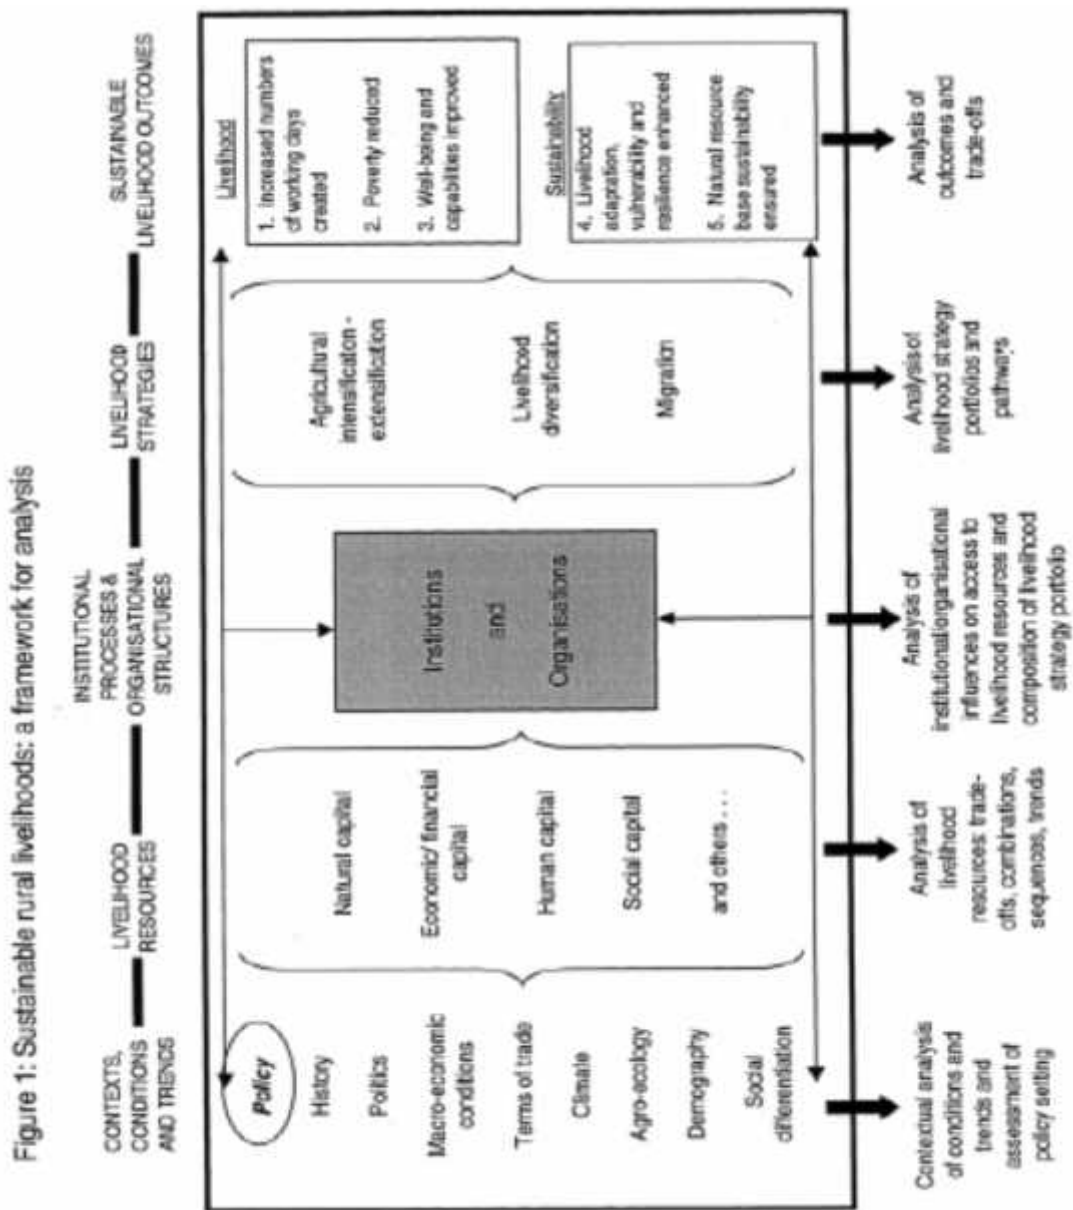 Figure 1: Sustainable rural livelihoods: a framework for analysis
CONTEXTS,
CONDITIONS
AND TRENDS
LIVELIHOOD
RESOURCES
INSTITUTIONAL
PROCESSES &
ORGANISATIONAL
STRUCTURES
LIVELIHOOD
STRATEGIES
SUSTAINABLE
LIVELIHOOD OUTCOMES
Policy
History
Politics
Macro-economic
conditions
Terms of trade
Climate
Agro-ecology
Demography
Social
differentiation
Natural capital
Economic/ financial
capital
Human capital
Social capital
and others . . .
Institutions
and
Organisations
Agricultural
intensification -
extensification
Livelihood
diversification
Migration
Livelihood
1. Increased numbers
of working days
created
2. Poverty reduced
3. Well-being and
capabilities improved
Sustainability
4. Livelihood
adaptation,
vulnerability and
resilience enhanced
5. Natural resource
base sustainability
ensured
Contextual analysis
of conditions and
trends and
assessment of
policy setting
Analysis of
livelihood
resources: trade-
offs, combinations,
sequences, trends
Analysis of
institutional/organisational
influences on access to
livelihood resources and
composition of livelihood
strategy portfolio
Analysis of
livelihood strategy
portfolios and
pathways
Analysis of
outcomes and
trade-offs